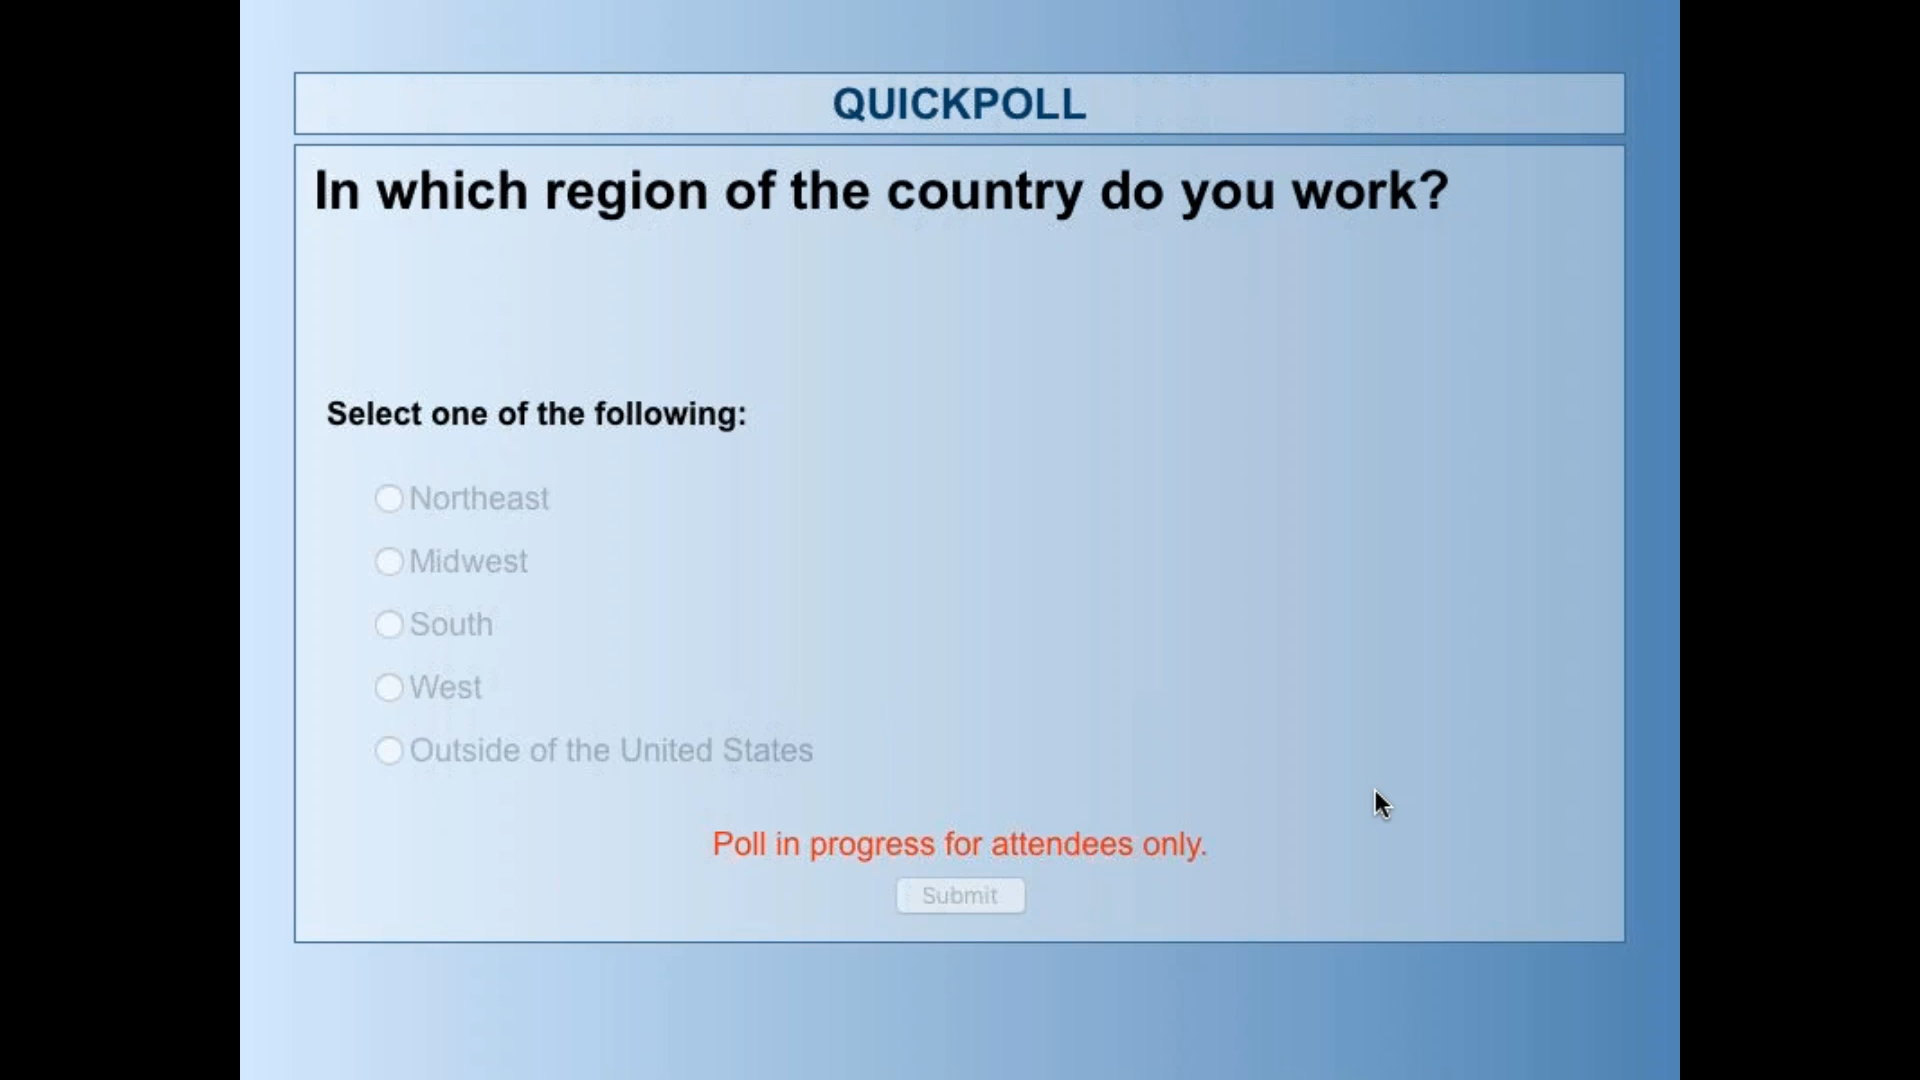 QUICKPOLL
In which region of the country do you work?
Select one of the following:
Northeast
Midwest
South
West
Outside of the United States
Poll in progress for attendees only.
Submit